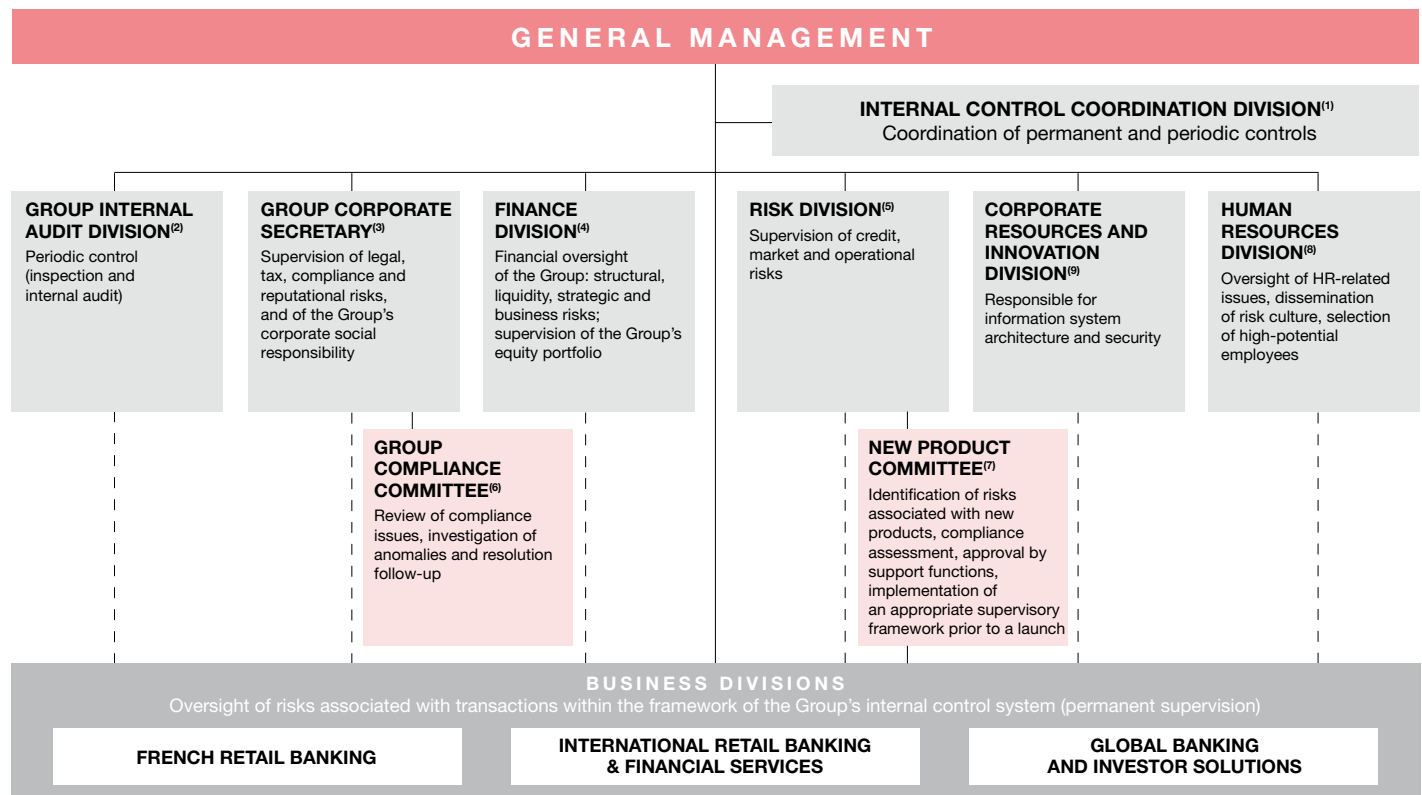 GENERAL MANAGEMENT
INTERNAL CONTROL COORDINATION DIVISION(1)
Coordination of permanent and periodic controls
GROUP INTERNAL
AUDIT DIVISION(2)
Periodic control
(inspection and
internal audit)
GROUP CORPORATE
SECRETARY(3)
Supervision of legal,
tax, compliance and
reputational risks,
and of the Group's
corporate social
responsibility
FINANCE
DIVISION(4)
Financial oversight
of the Group: structural,
liquidity, strategic and
business risks;
supervision of the Group's
equity portfolio
RISK DIVISION(5)
Supervision of credit,
market and operational
risks
CORPORATE
RESOURCES AND
INNOVATION
DIVISION(9)
Responsible for
information system
architecture and security
HUMAN
RESOURCES
DIVISION(8)
Oversight of HR-related
issues, dissemination
of risk culture, selection
of high-potential
employees
GROUP
COMPLIANCE
COMMITTEE(6)
Review of compliance
issues, investigation of
anomalies and resolution
follow-up
NEW PRODUCT
COMMITTEE(7)
Identification of risks
associated with new
products, compliance
assessment, approval by
support functions,
implementation of
an appropriate supervisory
framework prior to a launch
BUSINESS DIVISIONS
Oversight of risks associated with transactions within the framework of the Group's internal control system (permanent supervision)
FRENCH RETAIL BANKING
INTERNATIONAL RETAIL BANKING
& FINANCIAL SERVICES
GLOBAL BANKING
AND INVESTOR SOLUTIONS